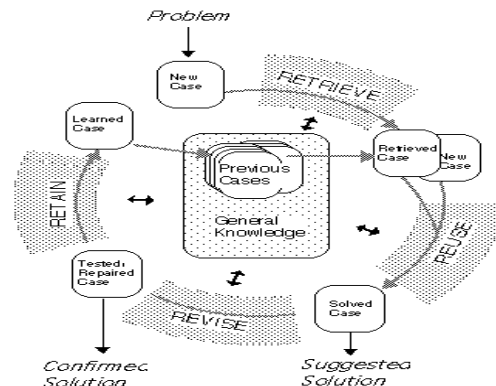 Problem
New
Case
RETRIEVE
Learned
Case
Retrieved
Case
New
Case
Previous
Cases
General
Knowledge
RETAIN
REUSE
Tested/
Repaired
Case
REVISE
Solved
Case
Confirmed
Solution
Suggested
Solution